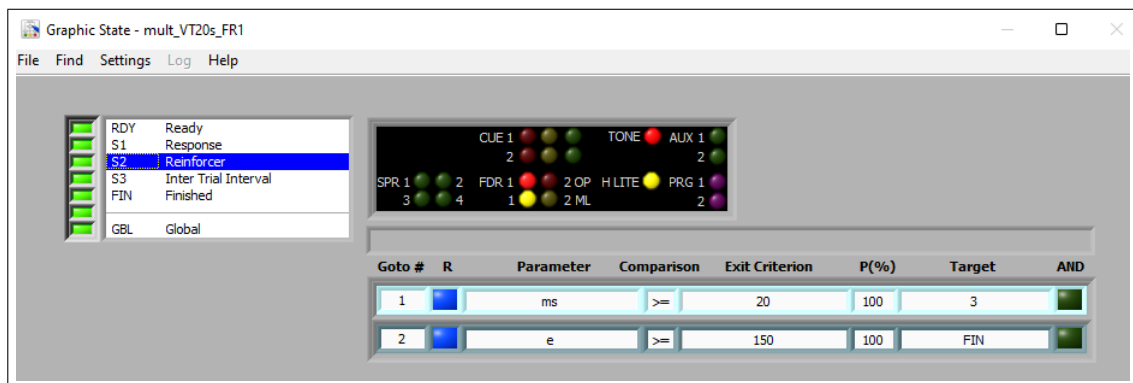 Graphic State - mult_VT20s_FR1
File Find Settings Log Help
RDY Ready
S1 Response
S2 Reinforcer
S3 Inter Trial Interval
FIN Finished
GBL Global
CUE 1 TONE AUX 1
2 2
SPR 1 2 FDR 1 2 OP H LITE PRG 1
3 4 1 2 ML 2
Goto # R Parameter Comparison Exit Criterion P(%) Target AND
1 ms >= 20 100 3
2 e >= 150 100 FIN